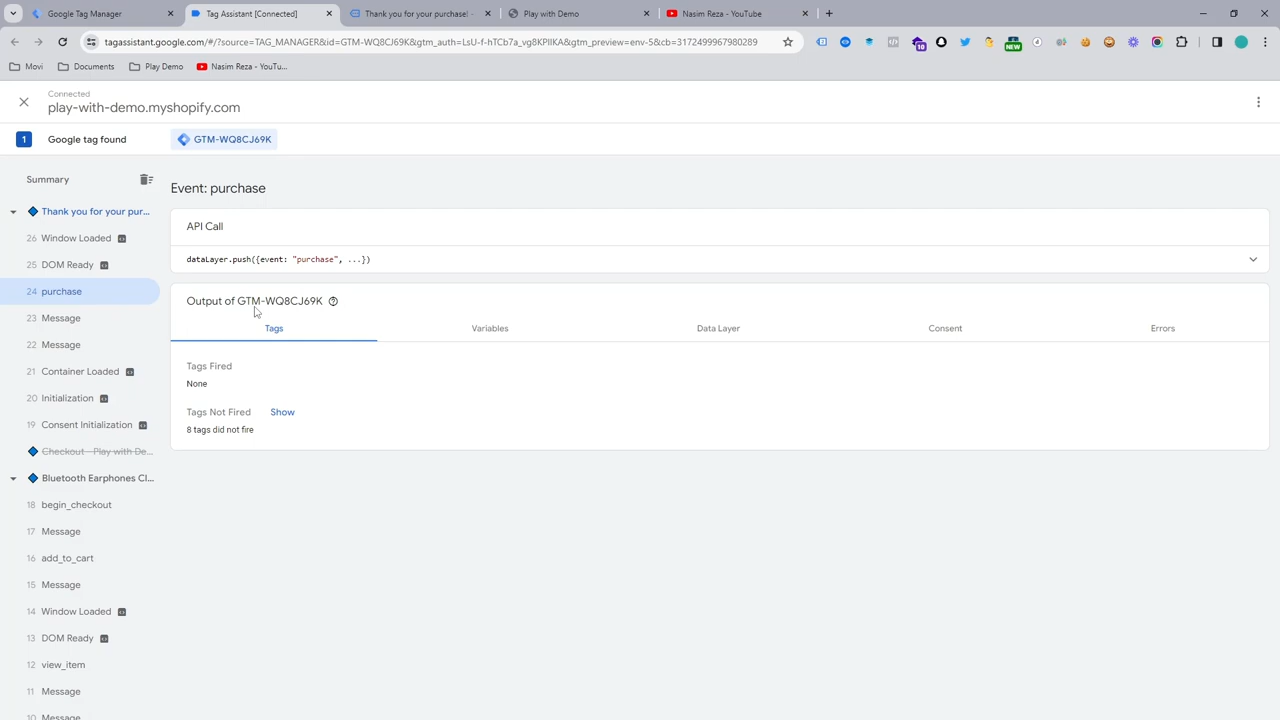 Google Tag Manager
Tag Assistant [Connected]
Thank you for your purchase! -
Play with Demo
Nasim Reza - YouTube
tagassistant.google.com/#/?source=TAG_MANAGER&id=GTM-WQ8CJ69K&gtm_auth=LsU-f-hTCb7a_vg8KPIlKA&gtm_preview=env-5&cb=3172499967980289
10
NEW
Movi
Documents
Play Demo
Nasim Reza - YouTu...
Connected
play-with-demo.myshopify.com
1
Google tag found
GTM-WQ8CJ69K
Summary
Thank you for your pur...
26 Window Loaded
25 DOM Ready
24 purchase
23 Message
22 Message
21 Container Loaded
20 Initialization
19 Consent Initialization
Checkout - Play with De...
Bluetooth Earphones Cl...
18 begin_checkout
17 Message
16 add_to_cart
15 Message
14 Window Loaded
13 DOM Ready
12 view_item
11 Message
10 Message
Event: purchase
API Call
dataLayer.push({event: "purchase", ...})
Output of GTM-WQ8CJ69K
Tags
Variables
Data Layer
Consent
Errors
Tags Fired
None
Tags Not Fired Show
8 tags did not fire